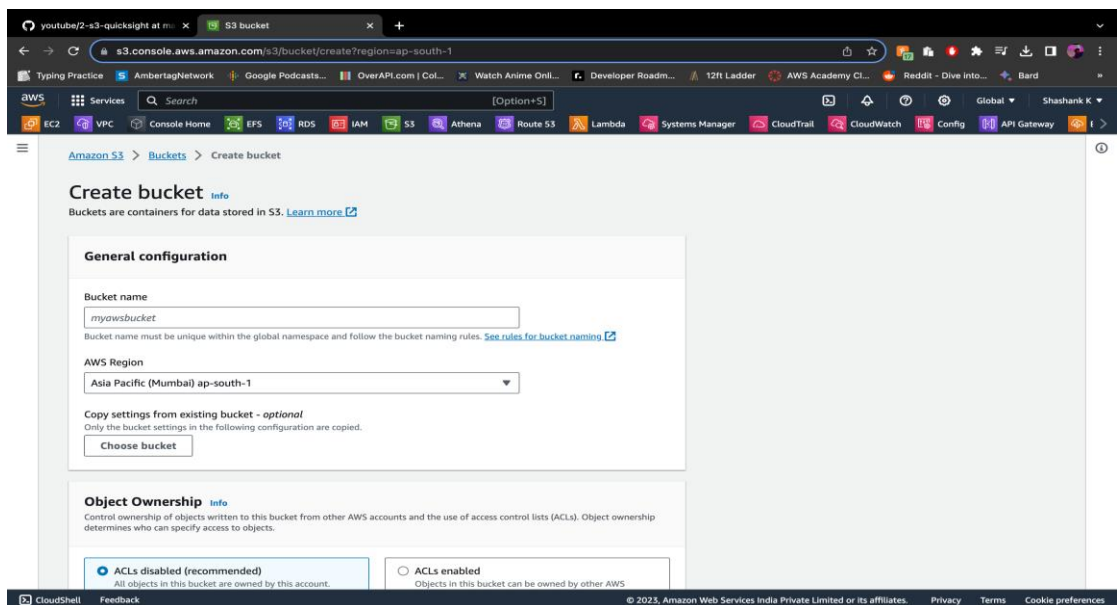 youtube/2-s3-quicksight at m
S3 bucket
s3.console.aws.amazon.com/s3/bucket/create?region=ap-south-1
Typing Practice
AmbertagNetwork
Google Podcasts...
OverAPI.com | Col...
Watch Anime Onli...
Developer Roadm...
12ft Ladder
AWS Academy Cl...
Reddit - Dive into...
Bard
aws
Services
Search
[Option+S]
Global
Shashank K
EC2
VPC
Console Home
EFS
RDS
IAM
S3
Athena
Route 53
Lambda
Systems Manager
CloudTrail
CloudWatch
Config
API Gateway
Amazon S3 > Buckets > Create bucket
Create bucket Info
Buckets are containers for data stored in S3. Learn more
General configuration
Bucket name
myawsbucket
Bucket name must be unique within the global namespace and follow the bucket naming rules. See rules for bucket naming
AWS Region
Asia Pacific (Mumbai) ap-south-1
Copy settings from existing bucket - optional
Only the bucket settings in the following configuration are copied.
Choose bucket
Object Ownership Info
Control ownership of objects written to this bucket from other AWS accounts and the use of access control lists (ACLs). Object ownership
determines who can specify access to objects.
ACLs disabled (recommended)
All objects in this bucket are owned by this account.
ACLs enabled
Objects in this bucket can be owned by other AWS
CloudShell
Feedback
© 2023, Amazon Web Services India Private Limited or its affiliates.
Privacy
Terms
Cookie preferences